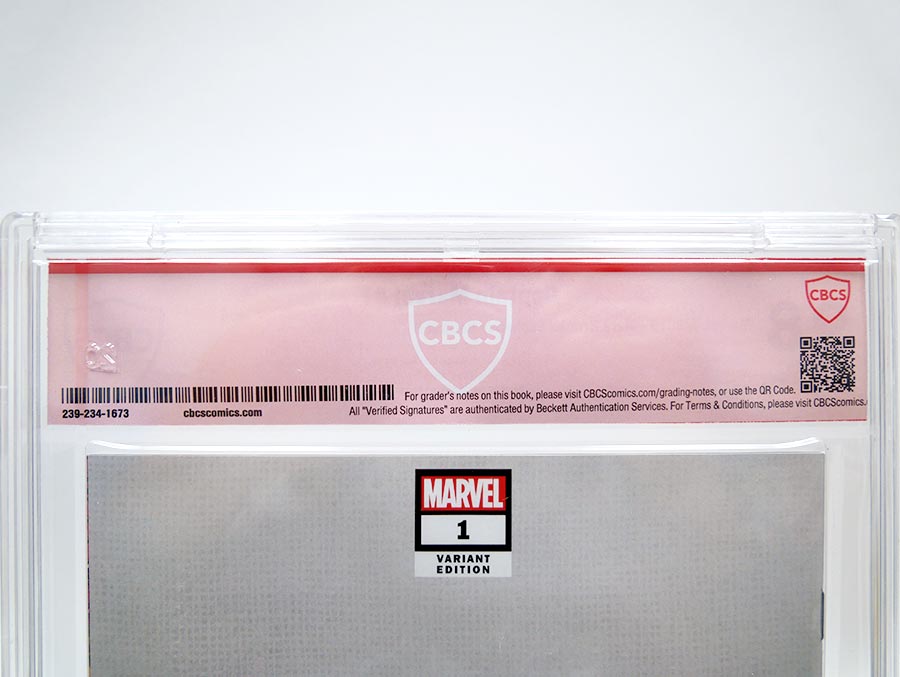 CBCS
CBCS
For grader's notes on this book, please visit CBCScomics.com/grading-notes, or use the QR Code.
239-234-1673 cbcscomics.com
All "Verified Signatures" are authenticated by Beckett Authentication Services. For Terms & Conditions, please visit CBCScomics.
MARVEL
1
VARIANT
EDITION